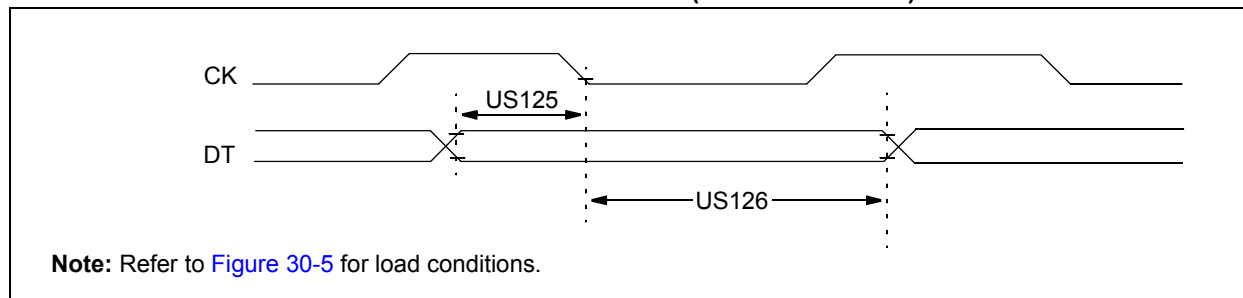 CK
US125
DT
US126
Note: Refer to Figure 30-5 for load conditions.